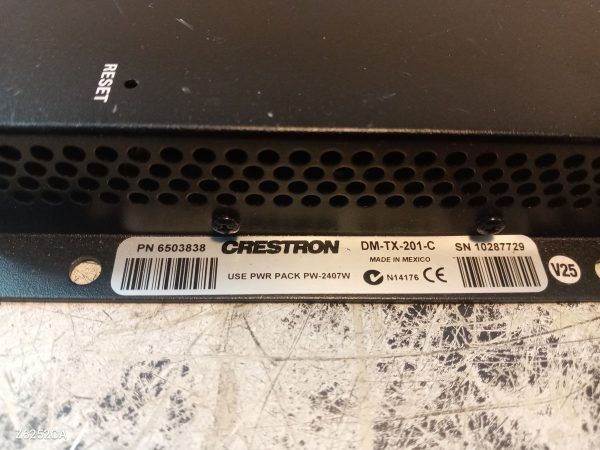 RESET
PN 6503838 CRESTRON DM-TX-201-C SN 10287729
MADE IN MEXICO
USE PWR PACK PW-2407W N14176 CE
V25
Z6252CA